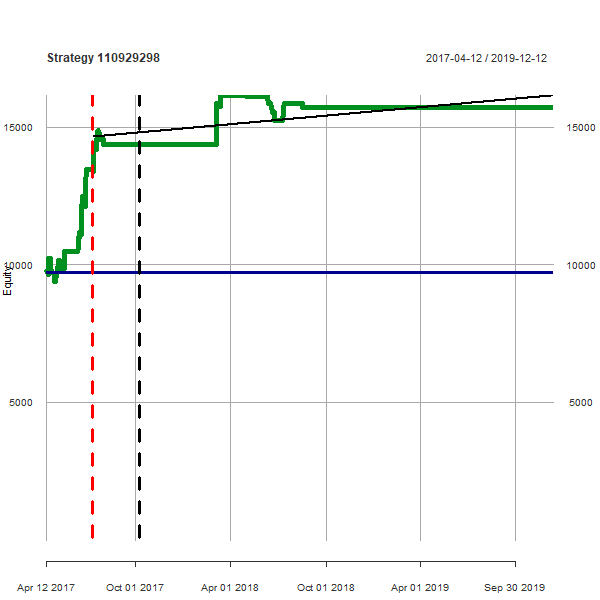 Strategy 110929298
2017-04-12 / 2019-12-12
15000 15000
10000 10000
Equity
5000 5000
Apr 12 2017 Oct 01 2017 Apr 01 2018 Oct 01 2018 Apr 01 2019 Sep 30 2019